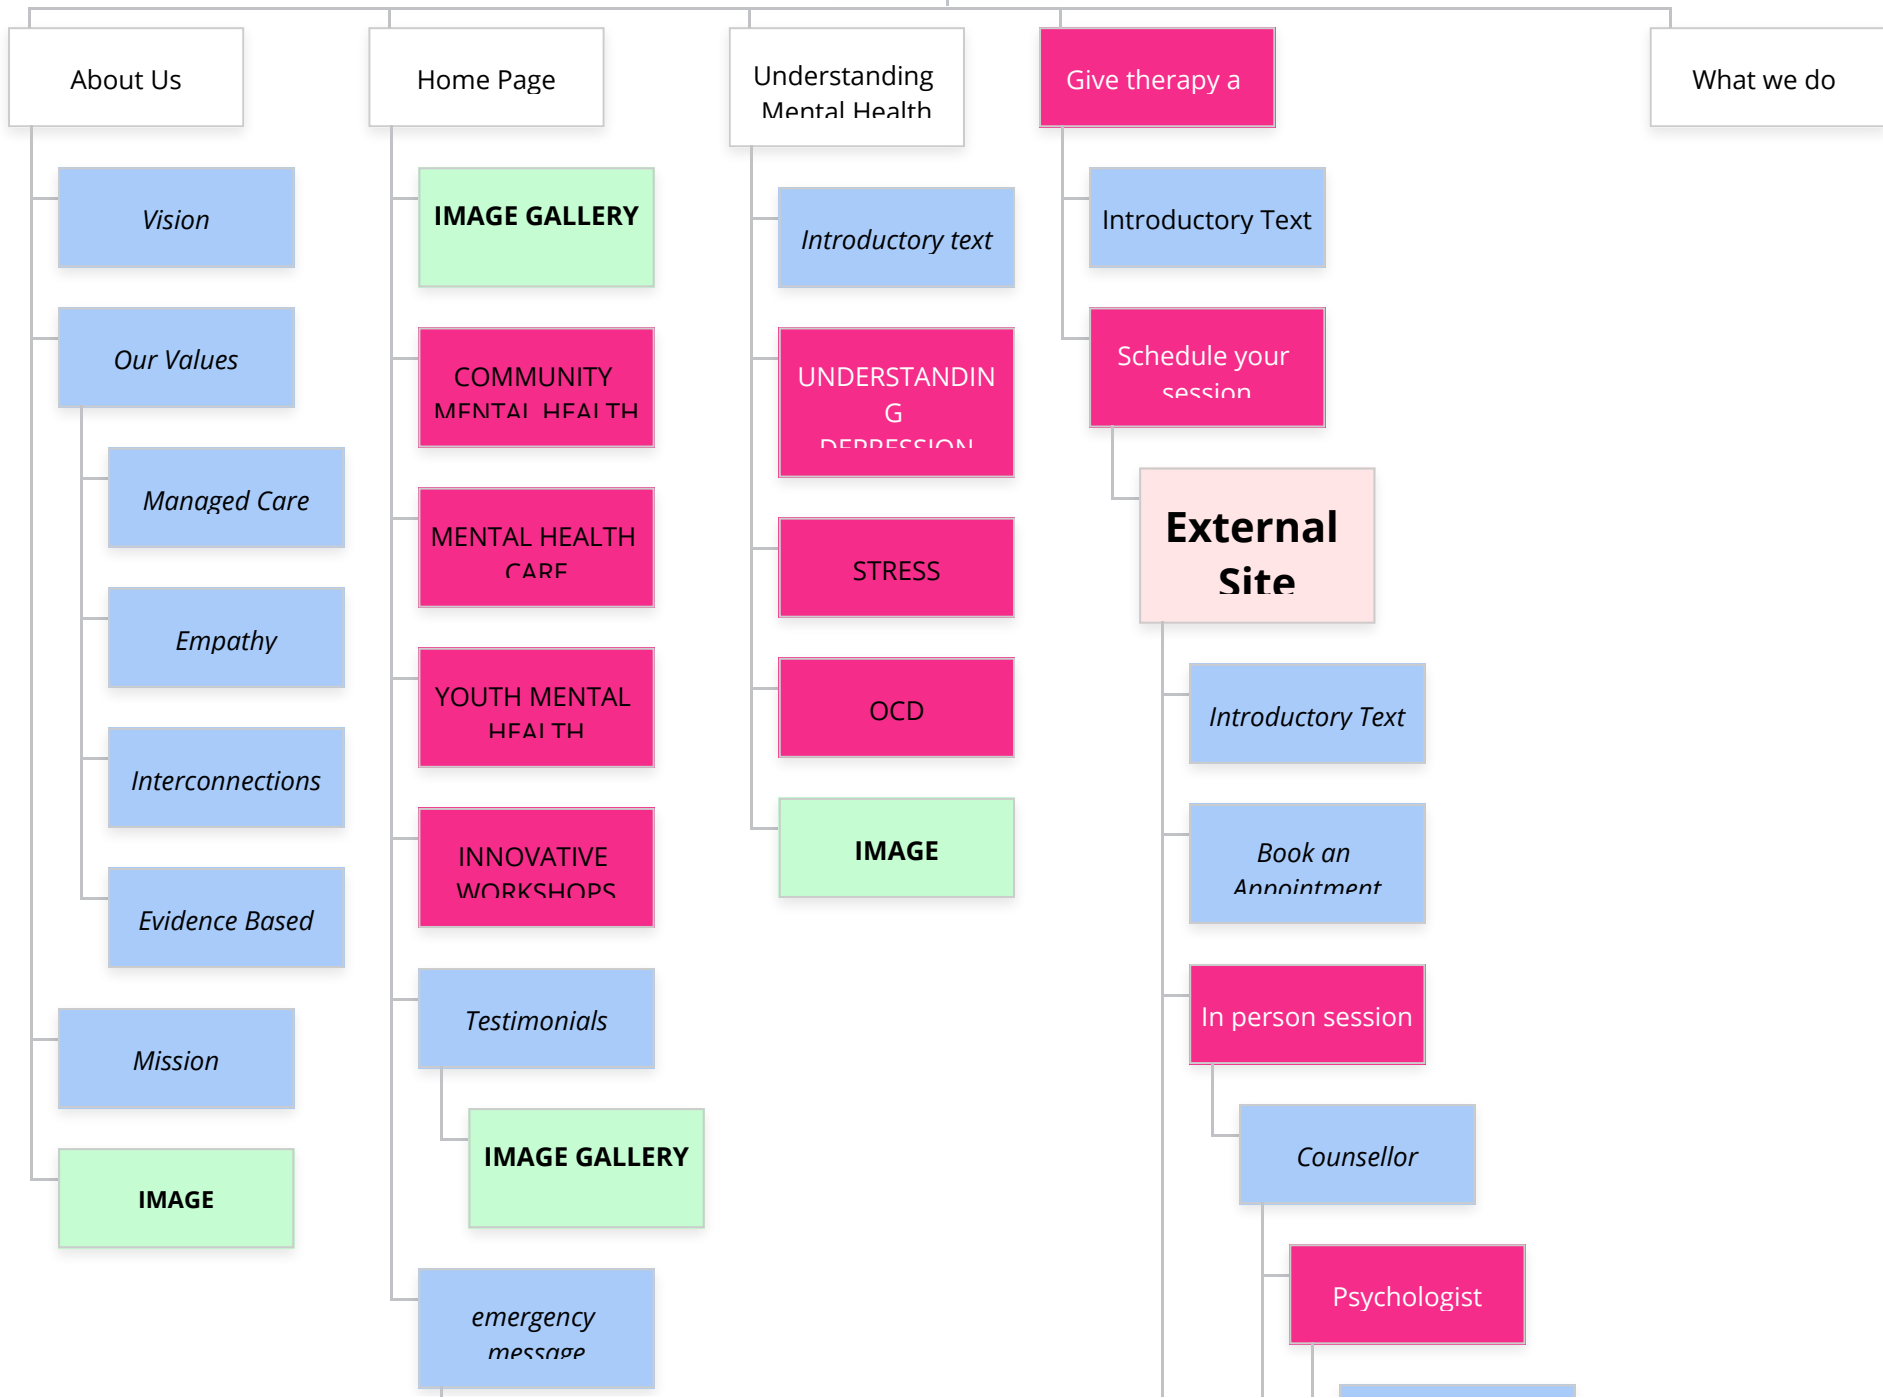 About Us
Home Page
Understanding
Mental Health
Give therapy a
What we do
Vision
Our Values
Managed Care
Empathy
Interconnections
Evidence Based
Mission
IMAGE
IMAGE GALLERY
COMMUNITY
MENTAL HEALTH
MENTAL HEALTH
CARE
YOUTH MENTAL
HEALTH
INNOVATIVE
WORKSHOPS
Testimonials
IMAGE GALLERY
emergency
message
Introductory text
UNDERSTANDIN
G
DEPRESSION
STRESS
OCD
IMAGE
Introductory Text
Schedule your
session
External
Site
Introductory Text
Book an
Appointment
In person session
Counsellor
Psychologist